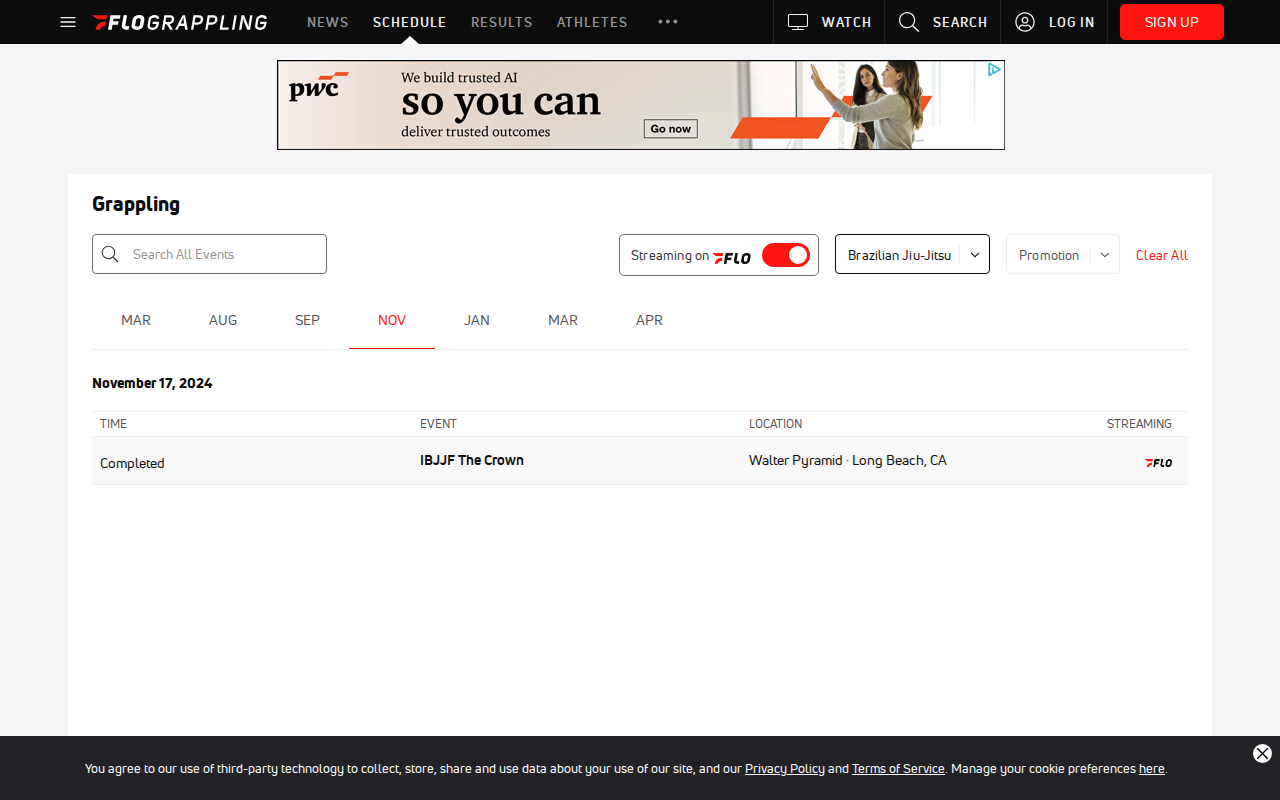 FLOGRAPPLING
NEWS
SCHEDULE
RESULTS
ATHLETES
WATCH
SEARCH
LOG IN
SIGN UP
pwc
We build trusted AI
so you can
deliver trusted outcomes
Go now
Grappling
Search All Events
Streaming on FLO
Brazilian Jiu-Jitsu
Promotion
Clear All
MAR
AUG
SEP
NOV
JAN
MAR
APR
November 17, 2024
TIME
EVENT
LOCATION
STREAMING
Completed
IBJJF The Crown
Walter Pyramid · Long Beach, CA
FLO
You agree to our use of third-party technology to collect, store, share and use data about your use of our site, and our Privacy Policy and Terms of Service. Manage your cookie preferences here.